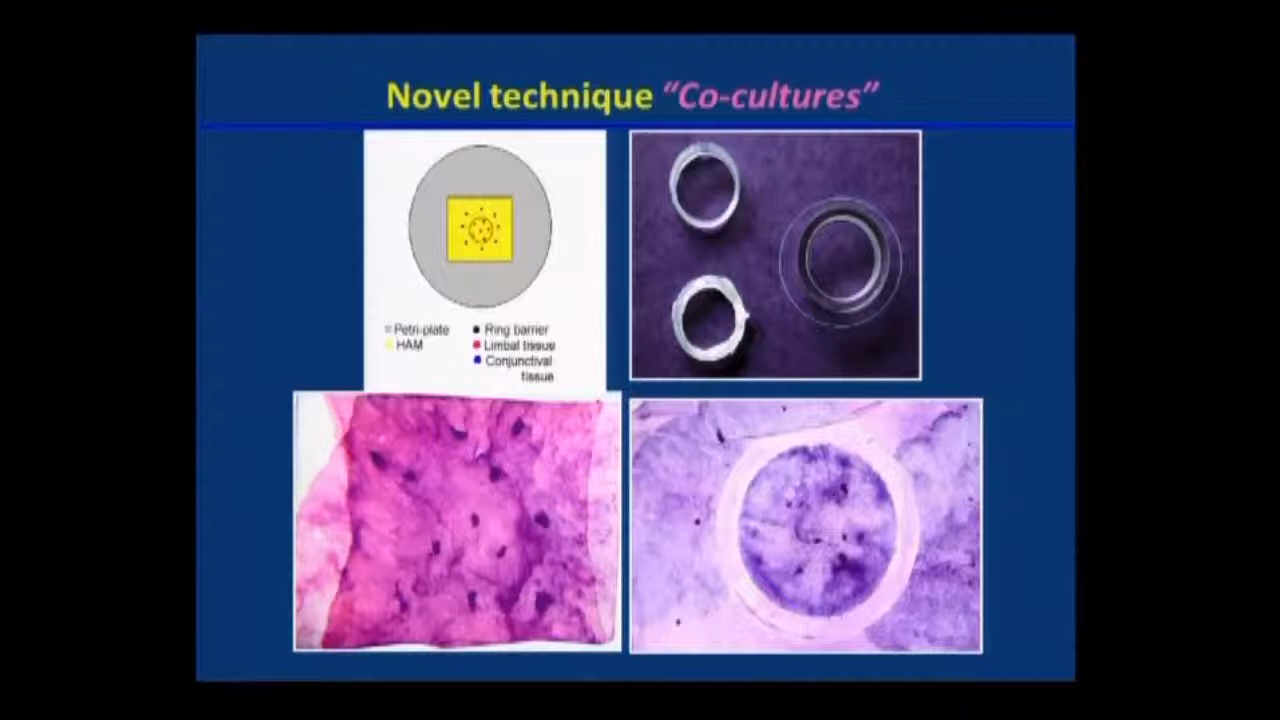 Novel technique “Co-cultures”
Petri-plate
HAM
Ring barrier
Limbal tissue
Conjunctival
tissue